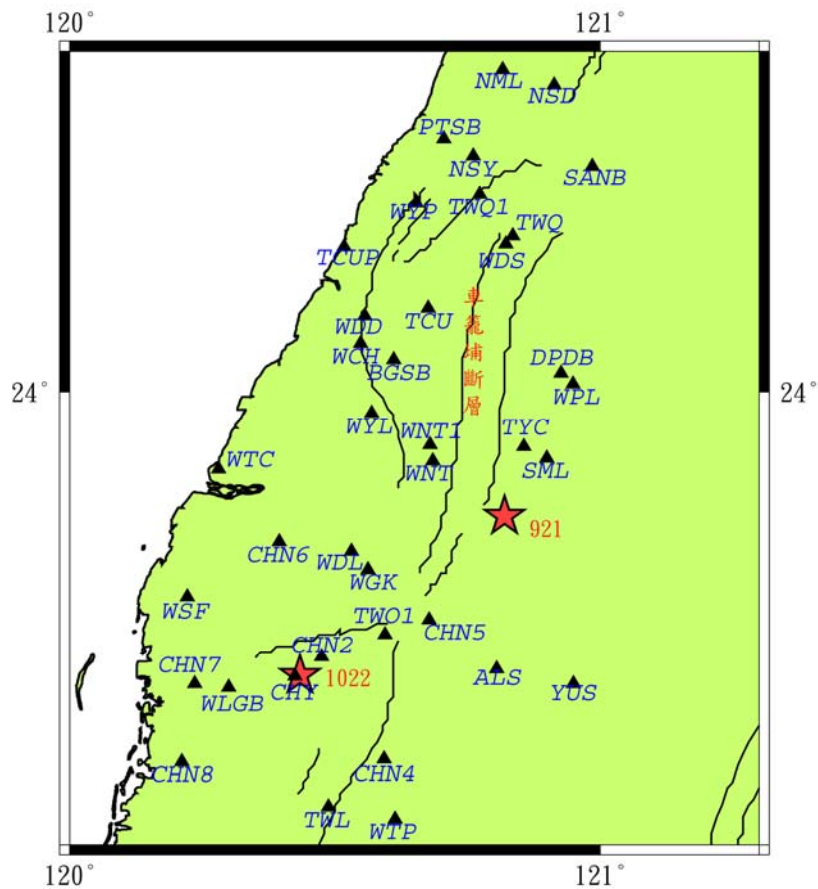 120° 121°
NML
NSD
PTSB
NSY
SANB
WYP
TWQ1
TWQ
WDS
TCUP
車籠埔斷層
TCU
WDD
WCH
BGSB
DPDB
24° 24°
WPL
WYL
WNT1
TYC
WTC
WNT
SML
921
CHN6
WDL
WGK
WSF
TWO1
CHN5
CHN2
CHN7
WLGB
CHY
1022
ALS
YUS
CHN8
CHN4
TWL
WTP
120° 121°